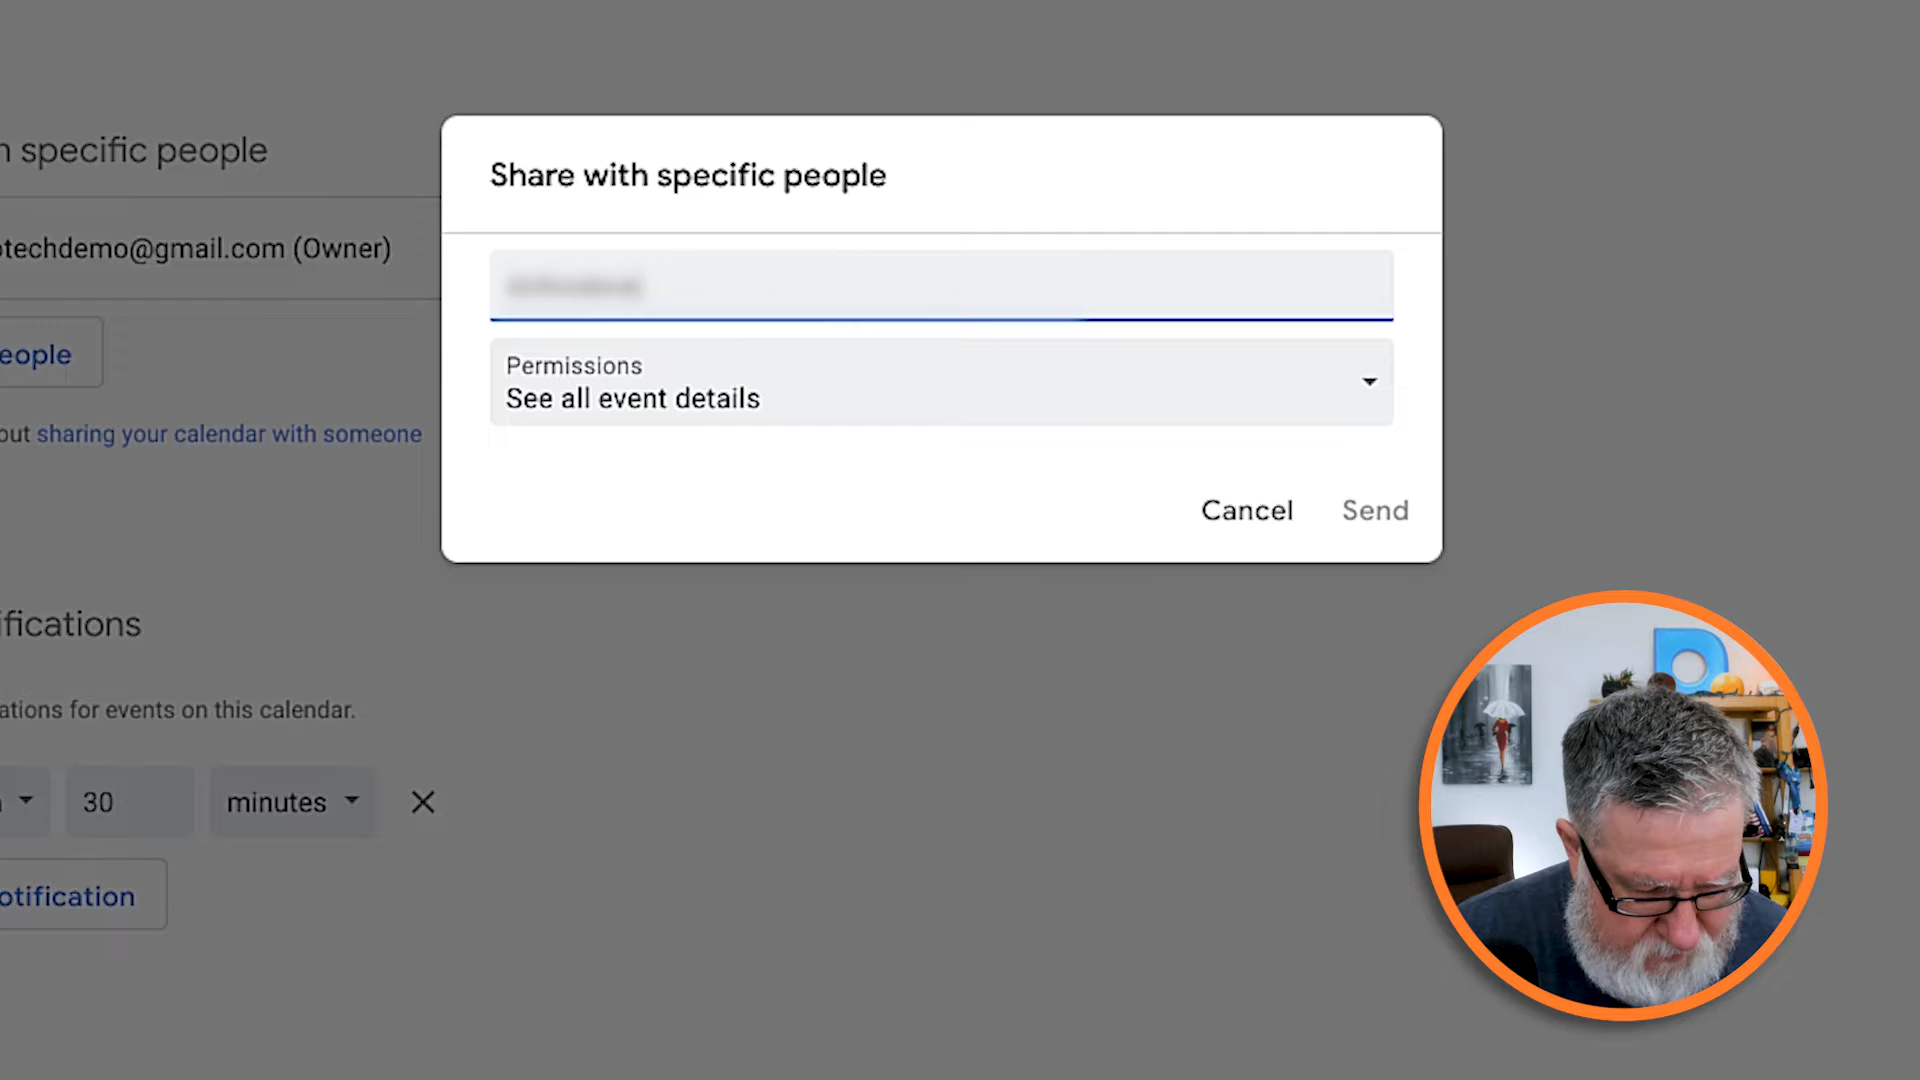 specific people
otechdemo@gmail.com (Owner)
eople
out sharing your calendar with someone
ifications
ations for events on this calendar.
30 minutes
otification
Share with specific people
Permissions
See all event details
Cancel Send